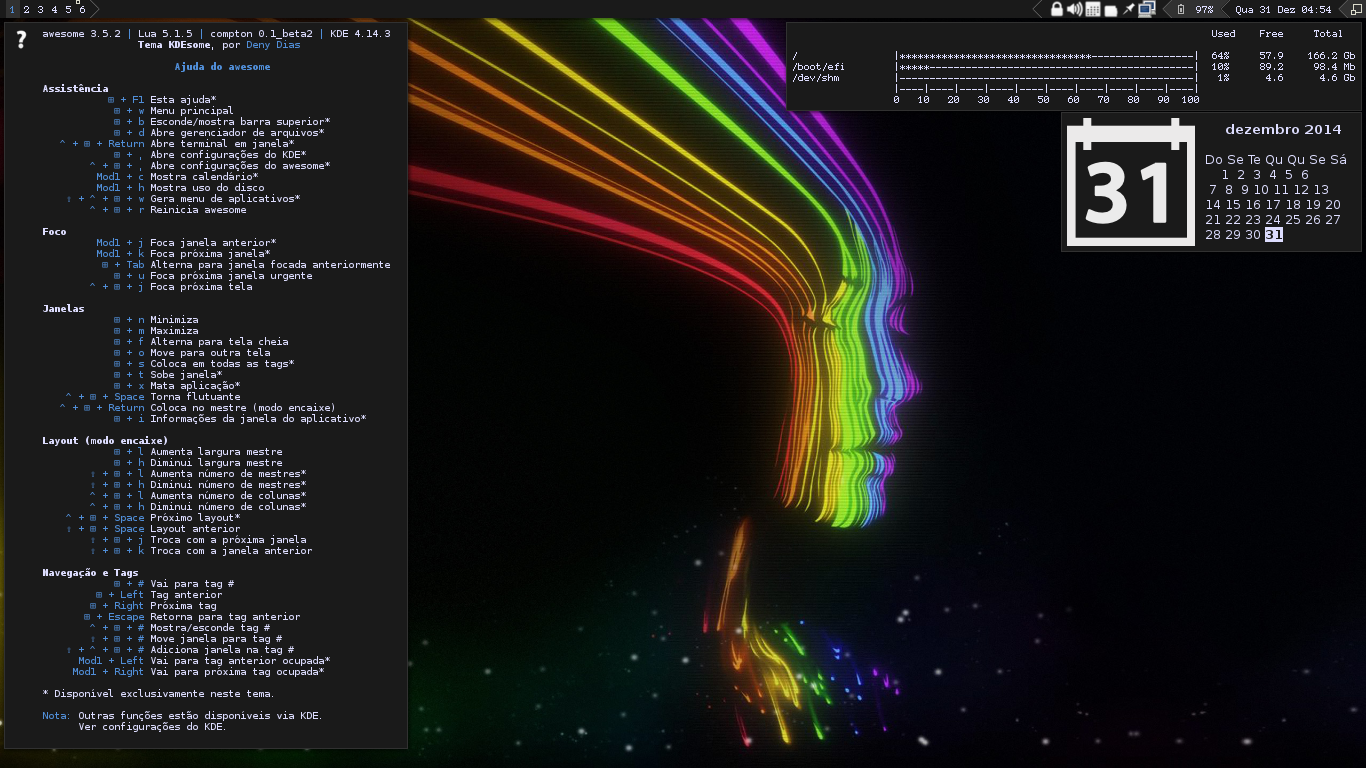 1 2 3 4 5 6
97% Qua 31 Dez 04:54
? awesome 3.5.2 | Lua 5.1.5 | compton 0.1_beta2 | KDE 4.14.3
Tema KDEsome, por Deny Dias
Ajuda do awesome
Assistência
⊞ + F1 Esta ajuda*
⊞ + w Menu principal
⊞ + b Esconde/mostra barra superior*
⊞ + d Abre gerenciador de arquivos*
^ + ⊞ + Return Abre terminal em janela*
⊞ + , Abre configurações do KDE*
^ + ⊞ + , Abre configurações do awesome*
Mod1 + c Mostra calendário*
Mod1 + h Mostra uso do disco
⇧ + ^ + ⊞ + w Gera menu de aplicativos*
^ + ⊞ + r Reinicia awesome
Foco
Mod1 + j Foca janela anterior*
Mod1 + k Foca próxima janela*
⊞ + Tab Alterna para janela focada anteriormente
⊞ + u Foca próxima janela urgente
^ + ⊞ + j Foca próxima tela
Janelas
⊞ + n Minimiza
⊞ + m Maximiza
⊞ + f Alterna para tela cheia
⊞ + o Move para outra tela
⊞ + s Coloca em todas as tags*
⊞ + t Sobe janela*
⊞ + x Mata aplicação*
^ + ⊞ + Space Torna flutuante
^ + ⊞ + Return Coloca no mestre (modo encaixe)
⊞ + i Informações da janela do aplicativo*
Layout (modo encaixe)
⊞ + l Aumenta largura mestre
⊞ + h Diminui largura mestre
⇧ + ⊞ + l Aumenta número de mestres*
⇧ + ⊞ + h Diminui número de mestres*
^ + ⊞ + l Aumenta número de colunas*
^ + ⊞ + h Diminui número de colunas*
^ + ⊞ + Space Próximo layout*
⇧ + ⊞ + Space Layout anterior
⇧ + ⊞ + j Troca com a próxima janela
⇧ + ⊞ + k Troca com a janela anterior
Navegação e Tags
⊞ + # Vai para tag #
⊞ + Left Tag anterior
⊞ + Right Próxima tag
⊞ + Escape Retorna para tag anterior
^ + ⊞ + # Mostra/esconde tag #
⇧ + ⊞ + # Move janela para tag #
⇧ + ^ + ⊞ + # Adiciona janela na tag #
Mod1 + Left Vai para tag anterior ocupada*
Mod1 + Right Vai para próxima tag ocupada*
* Disponível exclusivamente neste tema.
Nota: Outras funções estão disponíveis via KDE.
Ver configurações do KDE.
Used Free Total
/ |********************************-----------------| 64% 57.9 166.2 Gb
/boot/efi |*****--------------------------------------------| 10% 89.2 98.4 Mb
/dev/shm |-------------------------------------------------| 1% 4.6 4.6 Gb
|----|----|----|----|----|----|----|----|----|----|
0 10 20 30 40 50 60 70 80 90 100
31
dezembro 2014
Do Se Te Qu Qu Se Sá
1 2 3 4 5 6
7 8 9 10 11 12 13
14 15 16 17 18 19 20
21 22 23 24 25 26 27
28 29 30 31